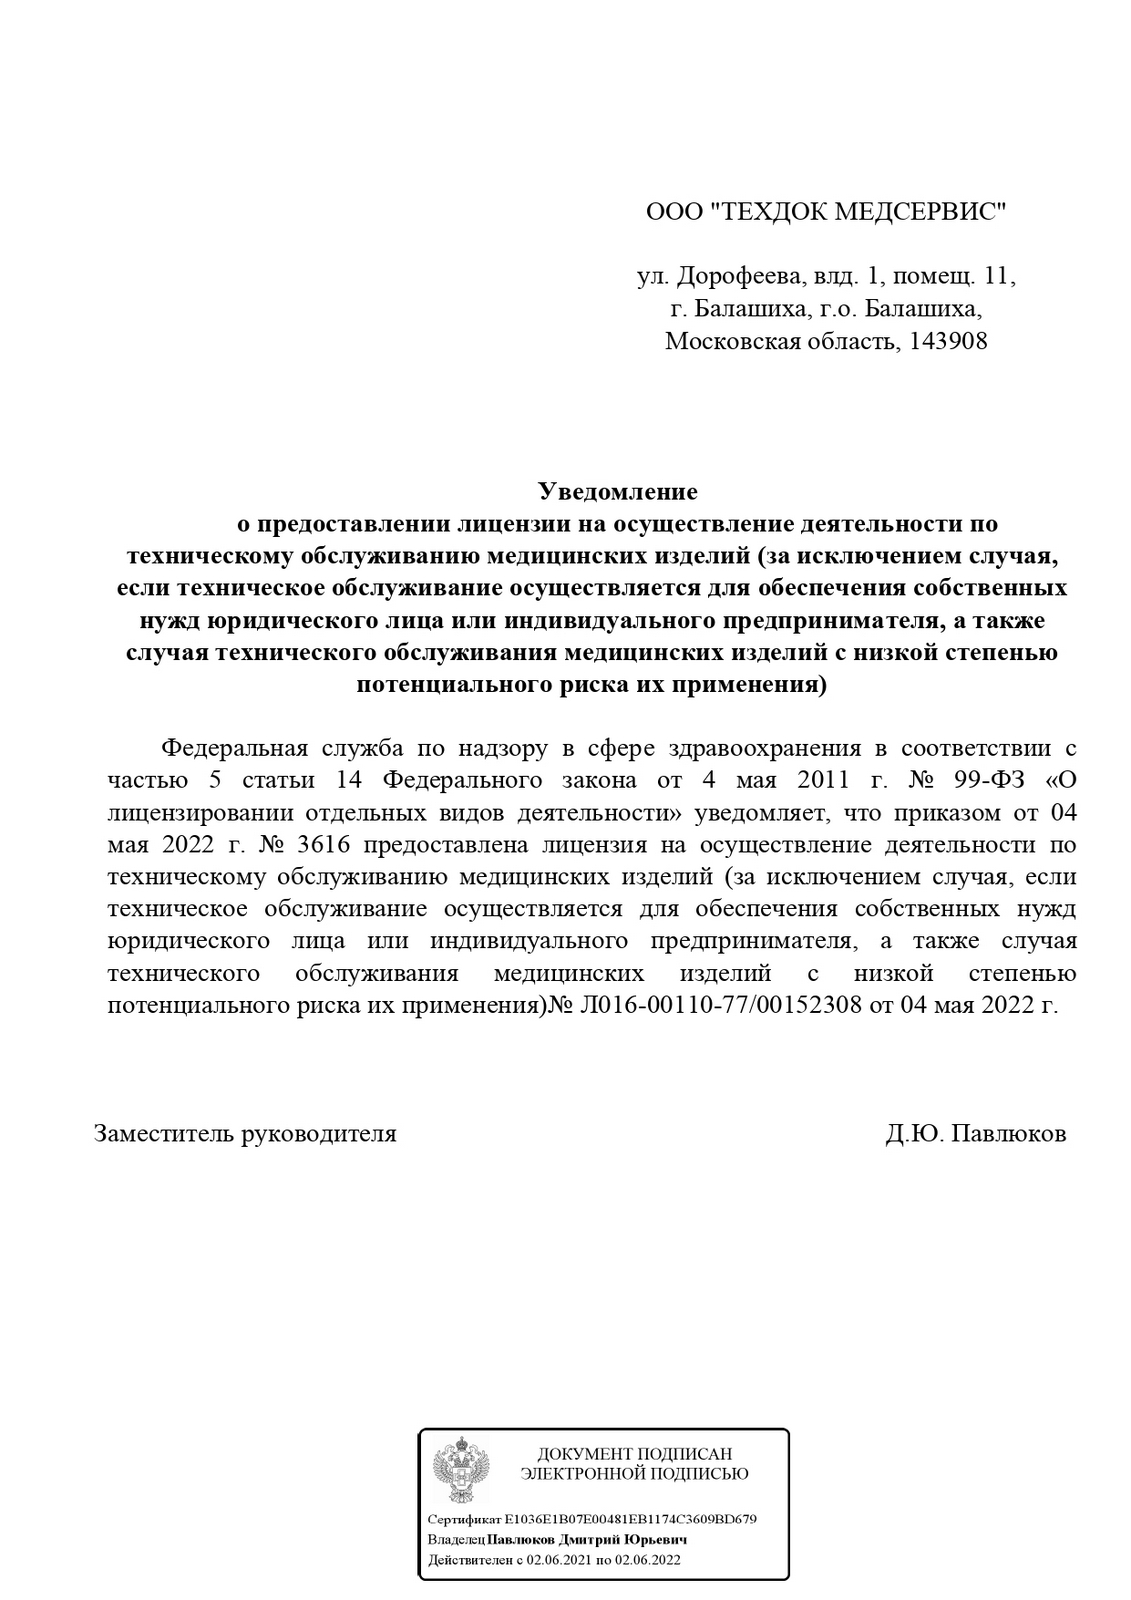 ООО "ТЕХДОК МЕДСЕРВИС"
ул. Дорофеева, влд. 1, помещ. 11,
г. Балашиха, г.о. Балашиха,
Московская область, 143908
Уведомление
о предоставлении лицензии на осуществление деятельности по
техническому обслуживанию медицинских изделий (за исключением случая,
если техническое обслуживание осуществляется для обеспечения собственных
нужд юридического лица или индивидуального предпринимателя, а также
случая технического обслуживания медицинских изделий с низкой степенью
потенциального риска их применения)
Федеральная служба по надзору в сфере здравоохранения в соответствии с
частью 5 статьи 14 Федерального закона от 4 мая 2011 г. № 99-ФЗ «О
лицензировании отдельных видов деятельности» уведомляет, что приказом от 04
мая 2022 г. № 3616 предоставлена лицензия на осуществление деятельности по
техническому обслуживанию медицинских изделий (за исключением случая, если
техническое обслуживание осуществляется для обеспечения собственных нужд
юридического лица или индивидуального предпринимателя, а также случая
технического обслуживания медицинских изделий с низкой степенью
потенциального риска их применения)№ Л016-00110-77/00152308 от 04 мая 2022 г.
Заместитель руководителя Д.Ю. Павлюков
ДОКУМЕНТ ПОДПИСАН
ЭЛЕКТРОННОЙ ПОДПИСЬЮ
Сертификат E1036E1B07E00481EB1174C3609BD679
Владелец Павлюков Дмитрий Юрьевич
Действителен с 02.06.2021 по 02.06.2022